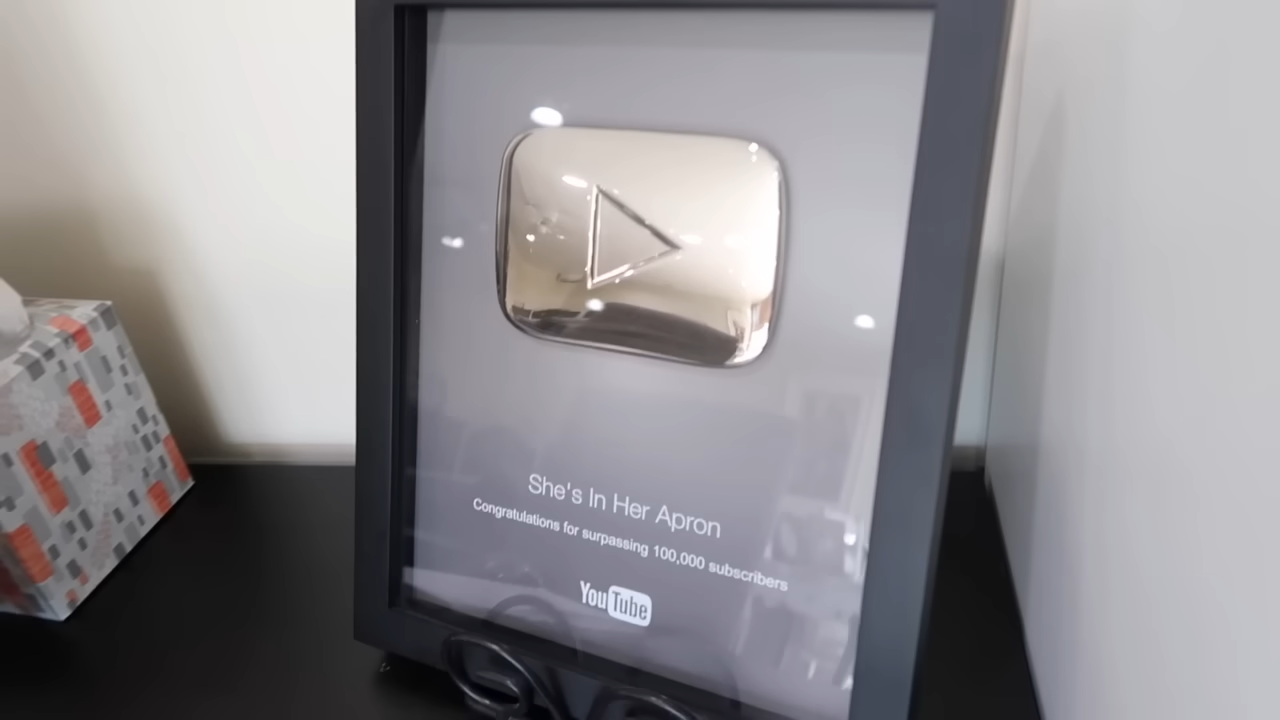 She's In Her Apron
Congratulations for surpassing 100,000 subscribers
YouTube